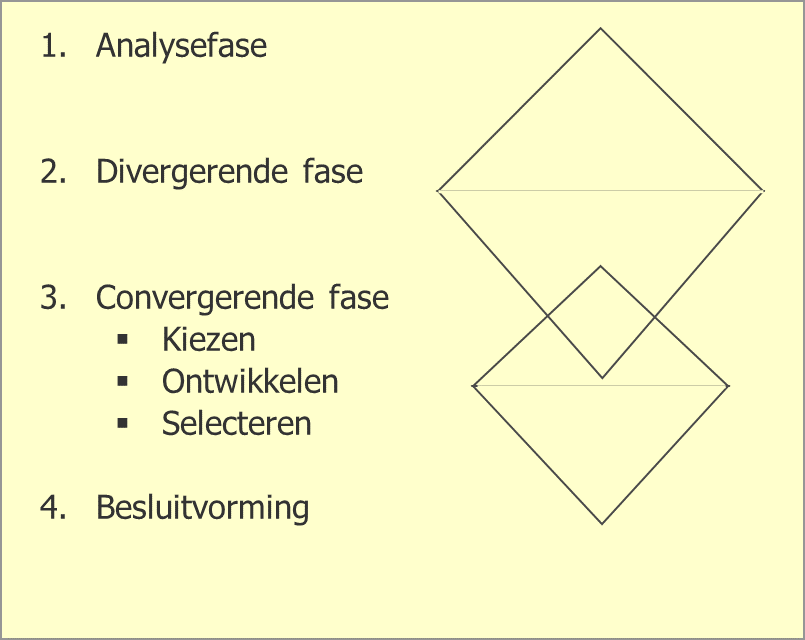 1. Analysefase
2. Divergerende fase
3. Convergerende fase
▪ Kiezen
▪ Ontwikkelen
▪ Selecteren
4. Besluitvorming